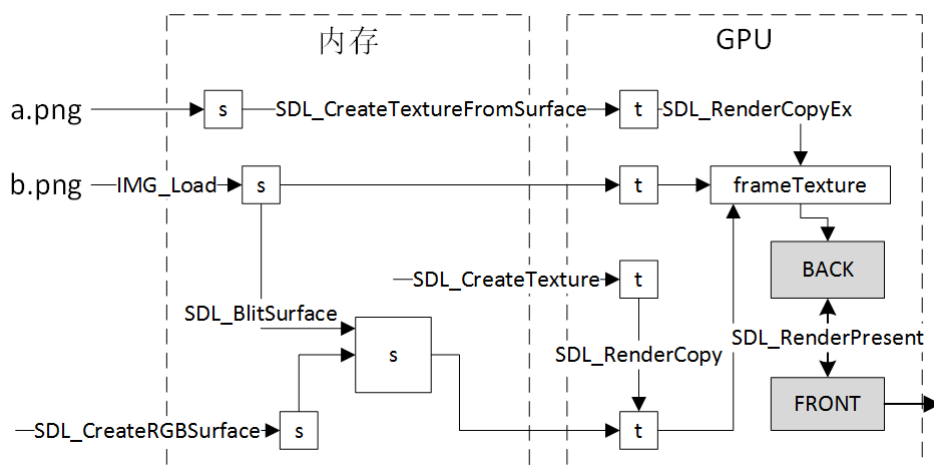 内存
GPU
a.png
s
SDL_CreateTextureFromSurface
t
SDL_RenderCopyEx
b.png
IMG_Load
s
t
frameTexture
SDL_CreateTexture
t
BACK
SDL_BlitSurface
s
SDL_RenderCopy
SDL_RenderPresent
SDL_CreateRGBSurface
s
t
FRONT